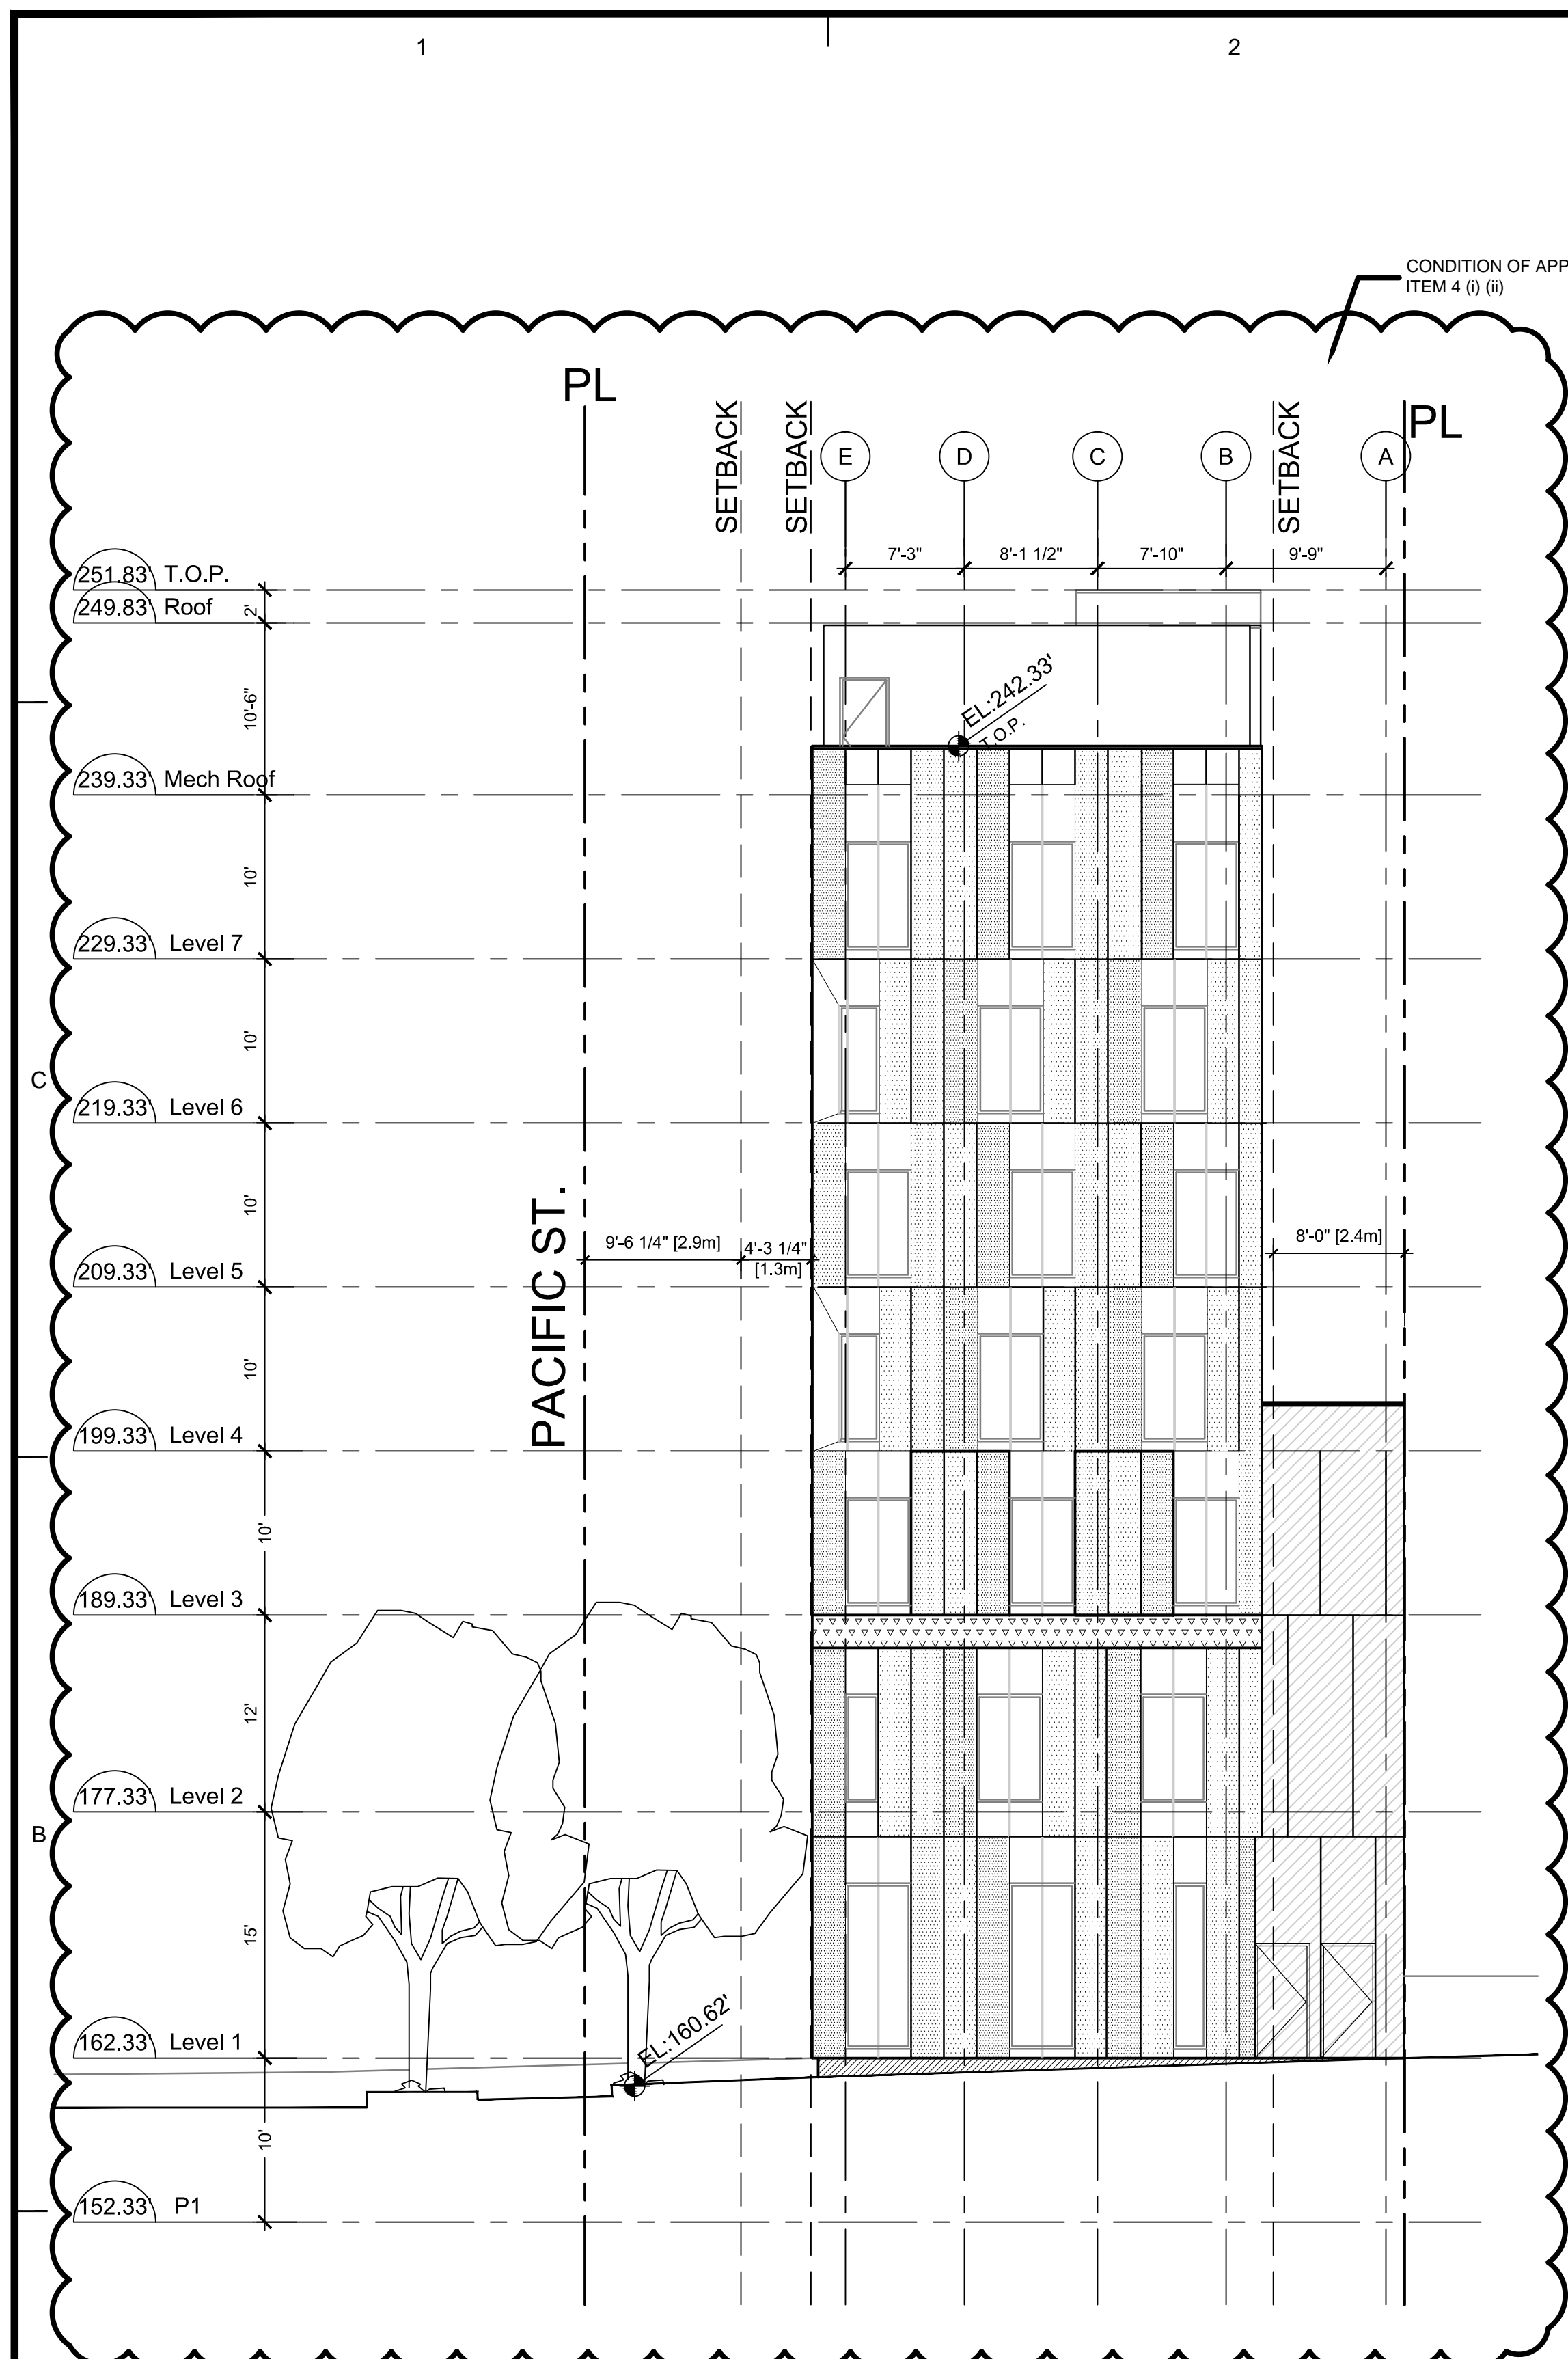 1
2
CONDITION OF APP
ITEM 4 (i) (ii)
PL
SETBACK
SETBACK
SETBACK
PL
E
D
C
B
A
7'-3"
8'-1 1/2"
7'-10"
9'-9"
251.83' T.O.P.
2'
249.83' Roof
10'-6"
EL:242.33'
T.O.P.
239.33' Mech Roof
10'
229.33' Level 7
10'
C
219.33' Level 6
10'
PACIFIC ST.
9'-6 1/4" [2.9m]
4'-3 1/4"
[1.3m]
8'-0" [2.4m]
209.33' Level 5
10'
199.33' Level 4
10'
189.33' Level 3
12'
177.33' Level 2
B
15'
162.33' Level 1
EL:160.62'
10'
152.33' P1